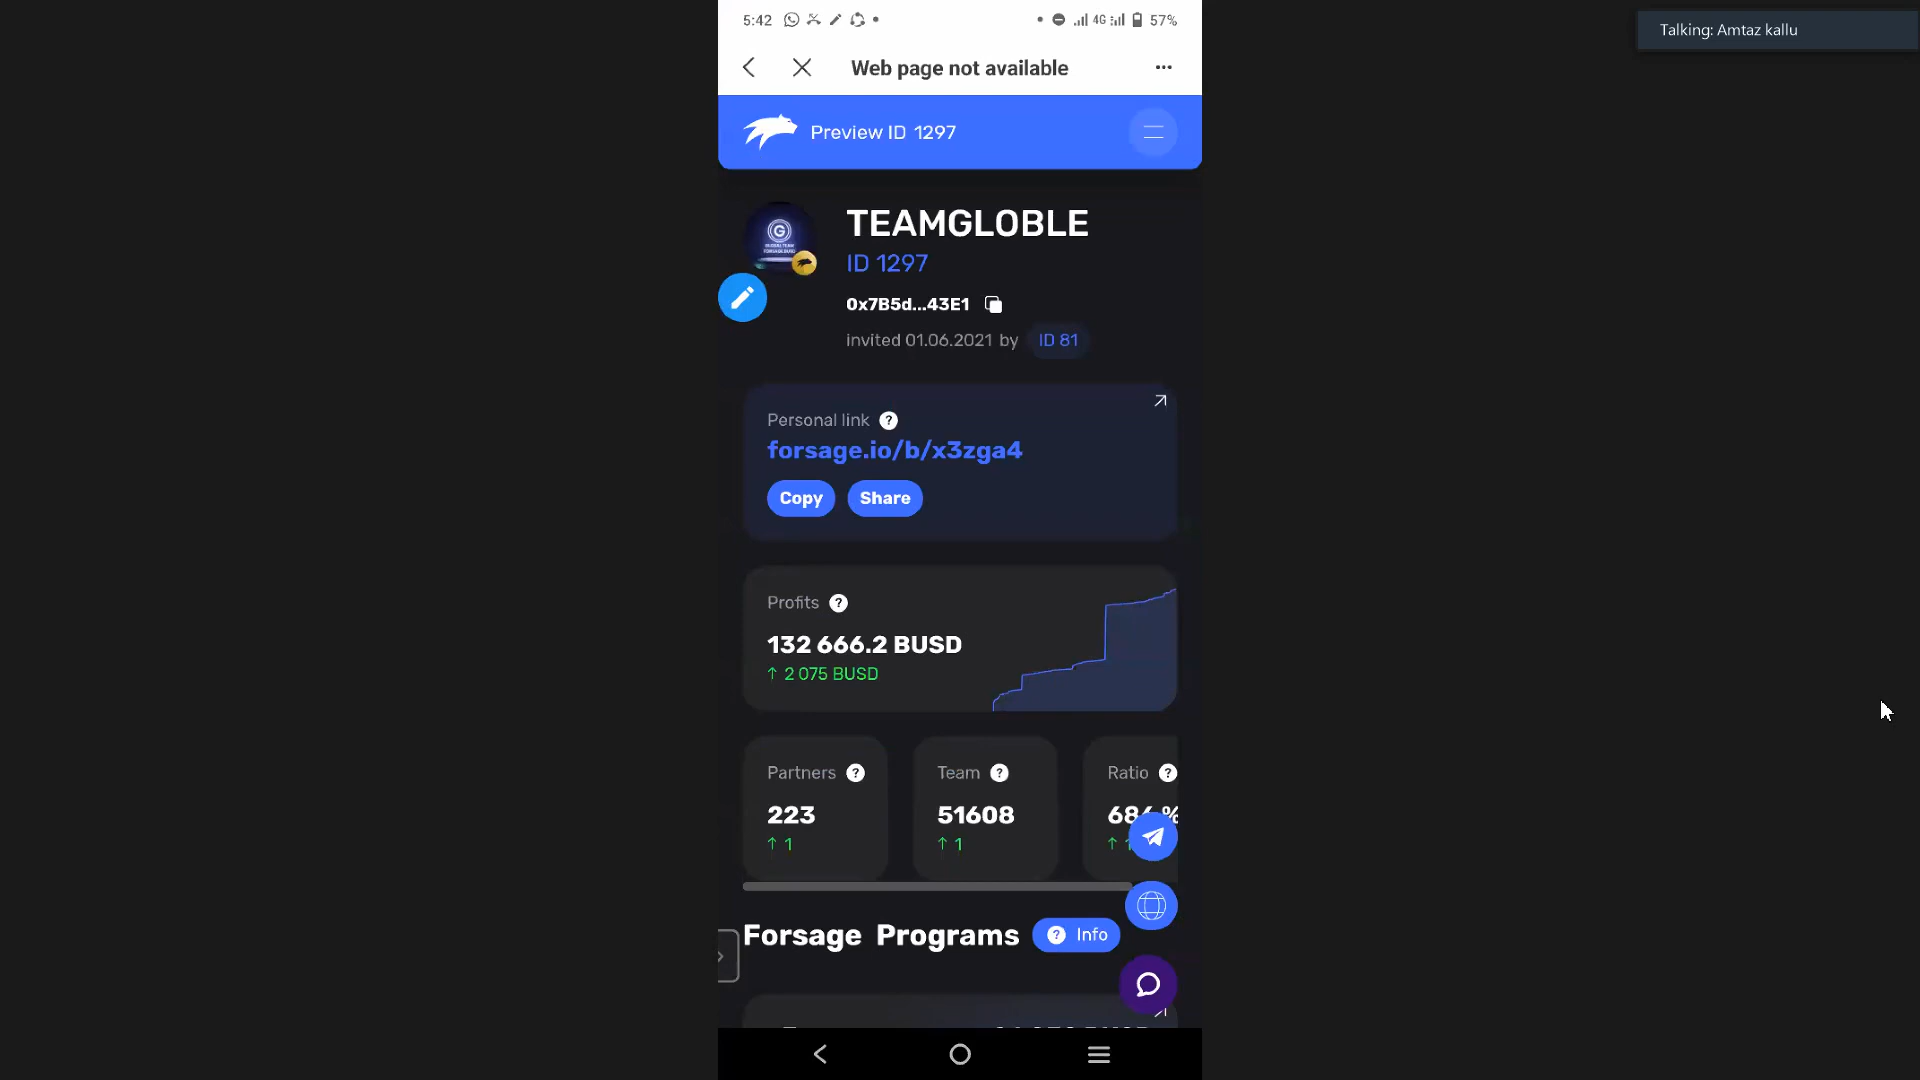 5:42
4G
57%
Talking: Amtaz kallu
Web page not available
Preview ID 1297
TEAMGLOBLE
ID 1297
0x7B5d...43E1
invited 01.06.2021 by ID 81
Personal link ?
forsage.io/b/x3zga4
Copy Share
Profits ?
132 666.2 BUSD
↑ 2 075 BUSD
Partners ?
223
↑ 1
Team ?
51608
↑ 1
Ratio ?
Forsage Programs
? Info